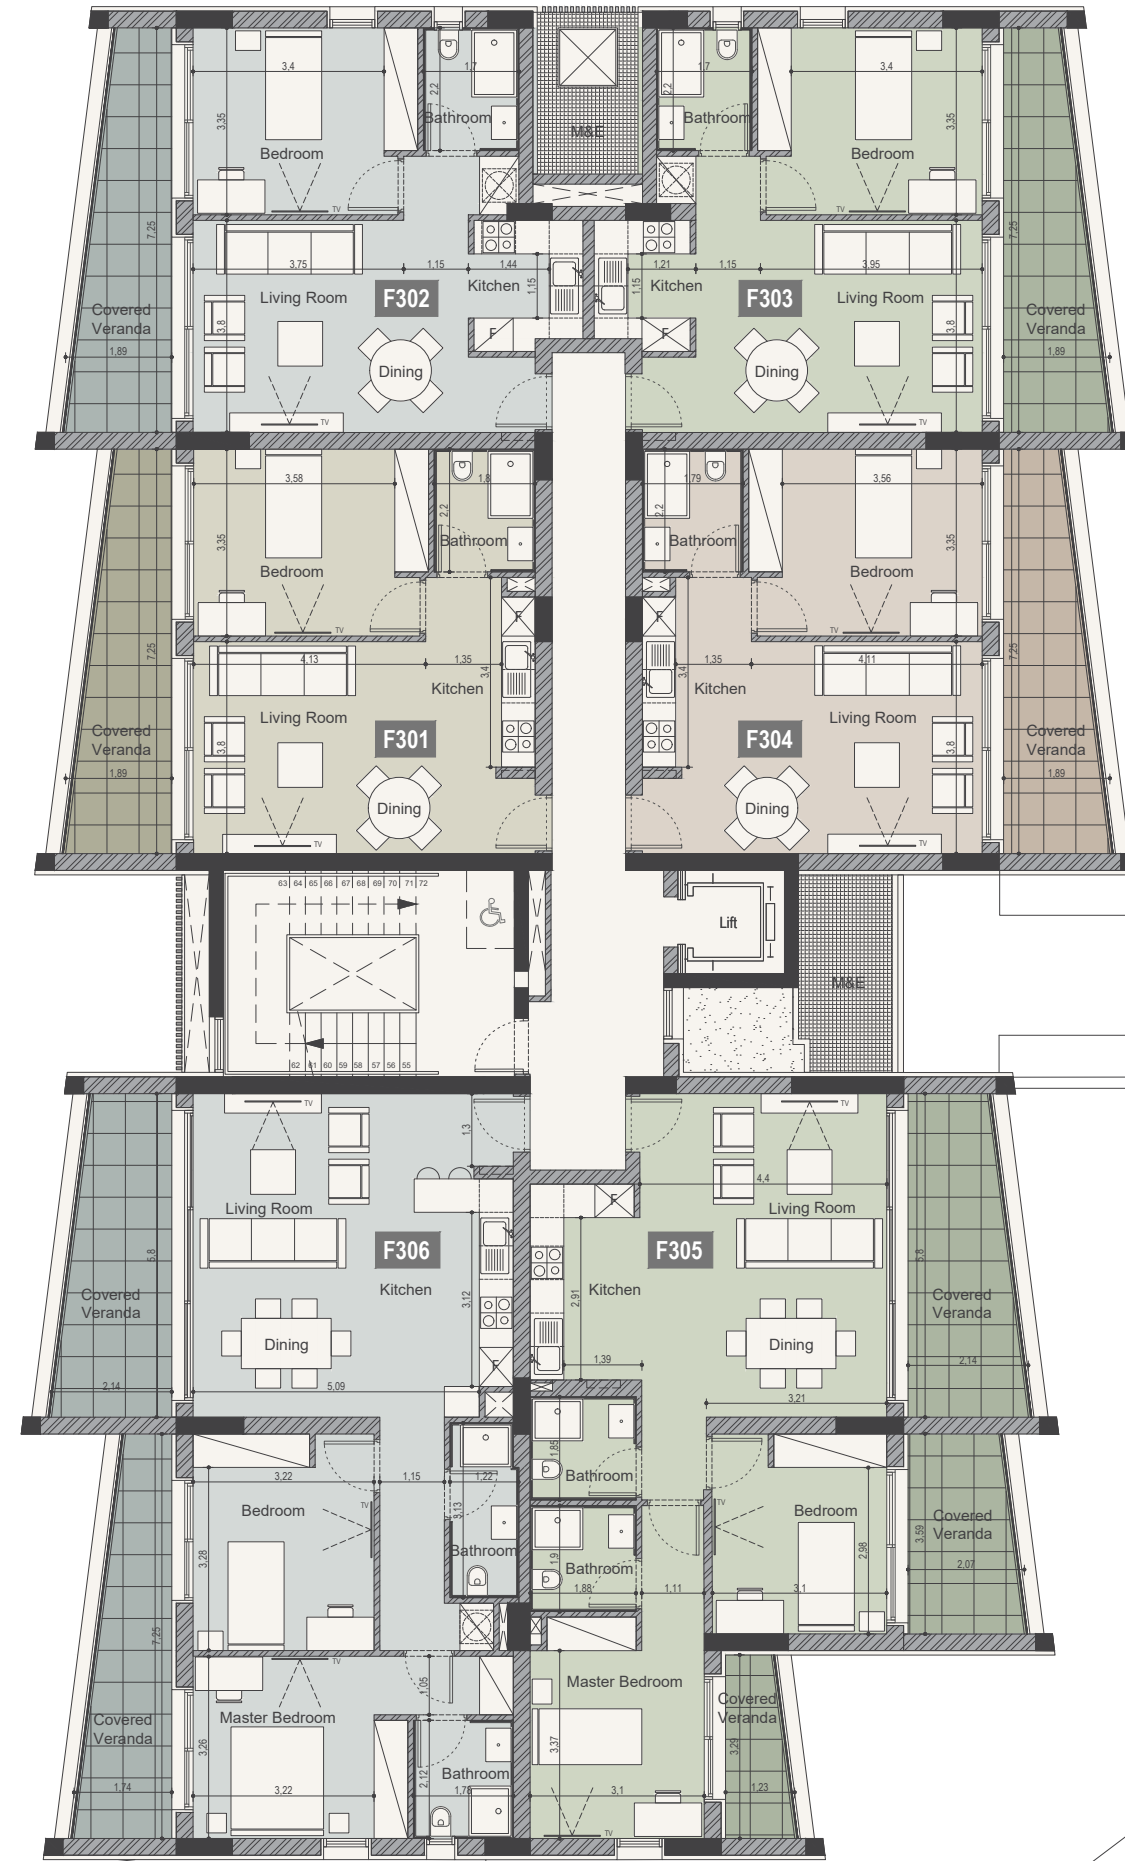 3,4
1,7
1,7
3,4
2,2
2,2
Bathroom
Bathroom
M&E
3,35
3,35
Bedroom
Bedroom
TV
TV
7,25
7,25
3,75
1,15
1,44
1,21
1,15
3,95
Kitchen
Kitchen
1,15
1,15
Living Room
F302
F303
Living Room
Covered
Veranda
Covered
Veranda
3,8
3,8
F
F
1,89
1,89
Dining
Dining
TV
TV
3,58
1,8
1,79
3,56
2,2
2,2
3,35
3,35
Bathroom
Bathroom
Bedroom
Bedroom
F
F
TV
TV
7,25
7,25
4,13
1,35
1,35
4,11
3,4
3,4
Kitchen
Kitchen
Living Room
Living Room
F301
F304
Covered
Veranda
Covered
Veranda
3,8
3,8
1,89
1,89
Dining
Dining
TV
TV
63 64 65 66 67 68 69 70 71 72
Lift
M&E
62 61 60 59 58 57 56 55
TV
TV
1,3
4,4
F
Living Room
Living Room
F306
F305
5,8
5,8
Kitchen
Kitchen
3,12
2,91
Covered
Veranda
Covered
Veranda
Dining
Dining
F
1,39
2,14
2,14
5,09
3,21
1,85
3,22
1,15
1,22
Bathroom
Bedroom
TV
TV
Bedroom
3,13
3,59
Covered
Veranda
2,98
Bathroom
3,28
1,9
Bathroom
2,07
1,88
1,11
3,1
7,25
TV
1,05
Master Bedroom
Covered
Veranda
Master Bedroom
Covered
Veranda
3,26
3,37
3,29
Bathroom
2,12
1,74
3,22
3,1
1,23
TV